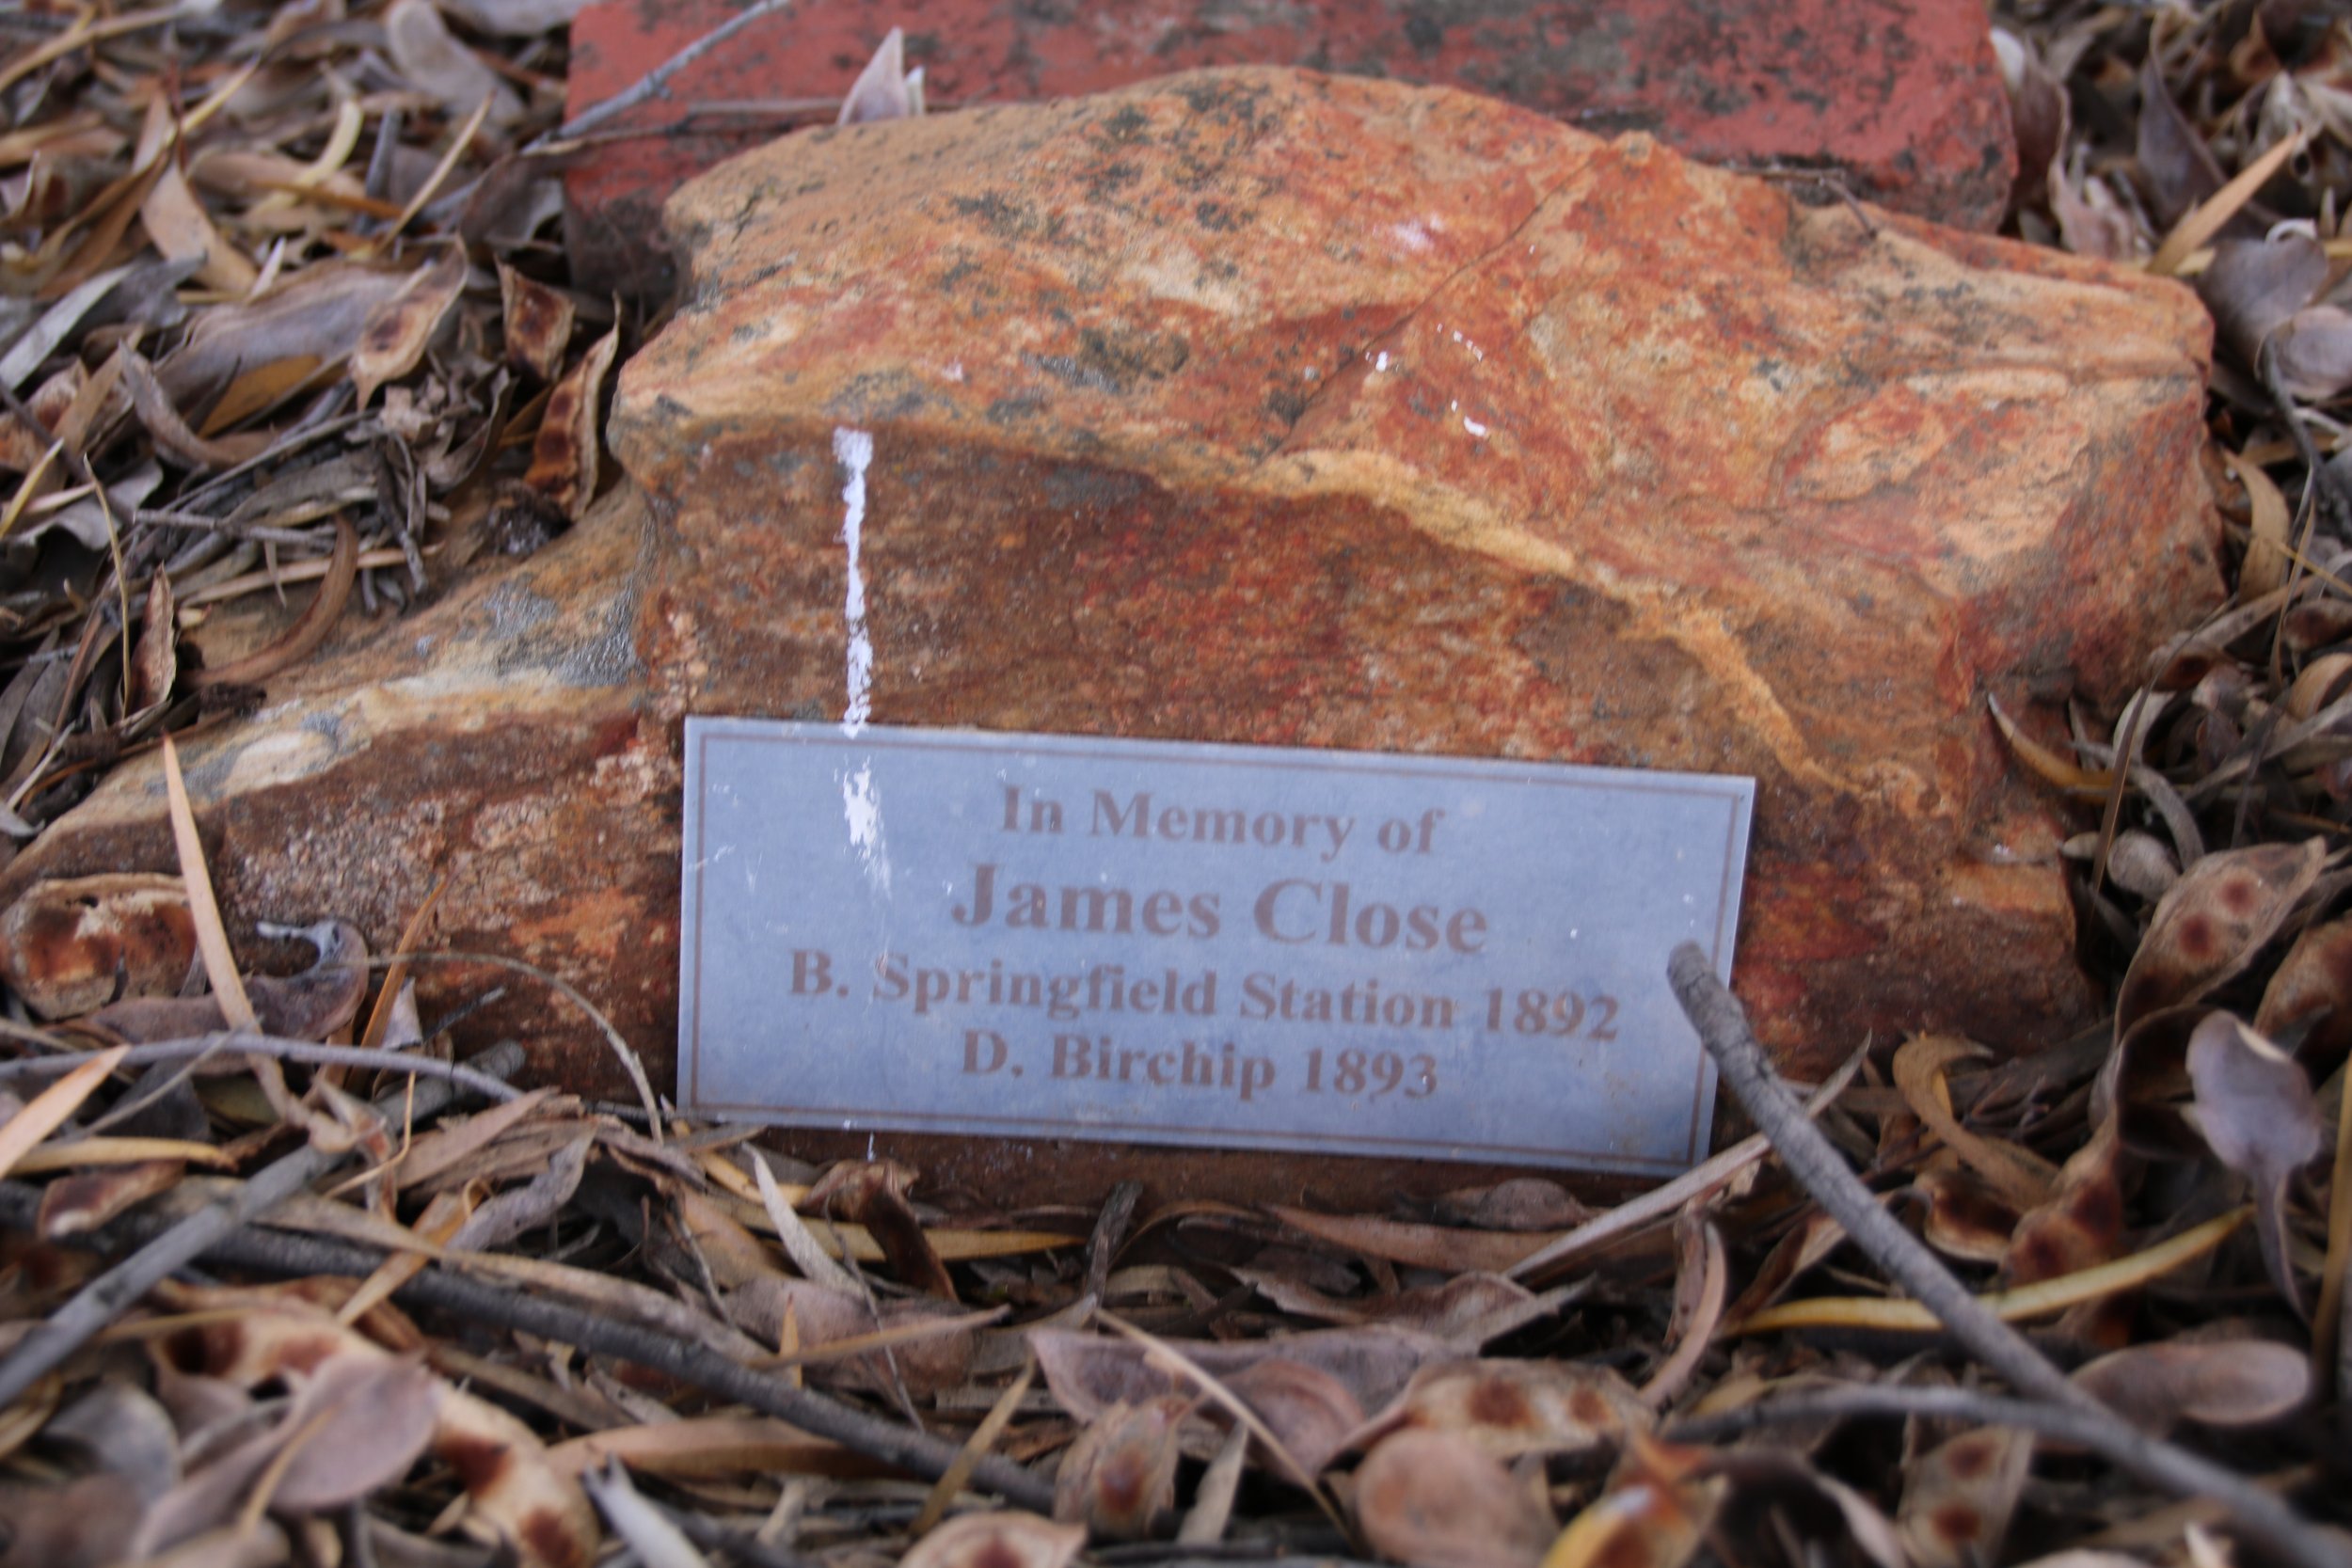 In Memory of
James Close
B. Springfield Station 1892
D. Birchip 1893